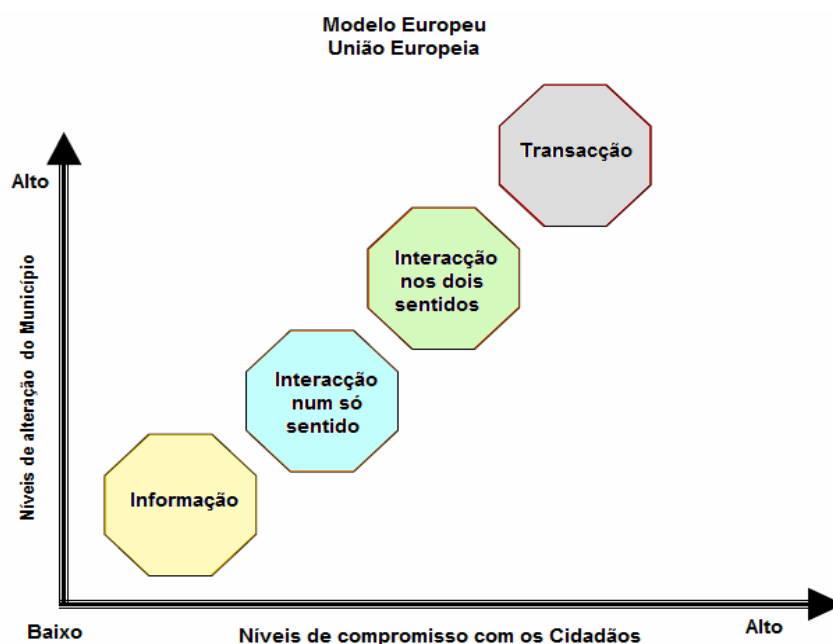 Modelo Europeu
União Europeia
Transacção
Alto
Interacção
nos dois
sentidos
Níveis de alteração do Município
Interacção
num só
sentido
Informação
Baixo
Níveis de compromisso com os Cidadãos
Alto